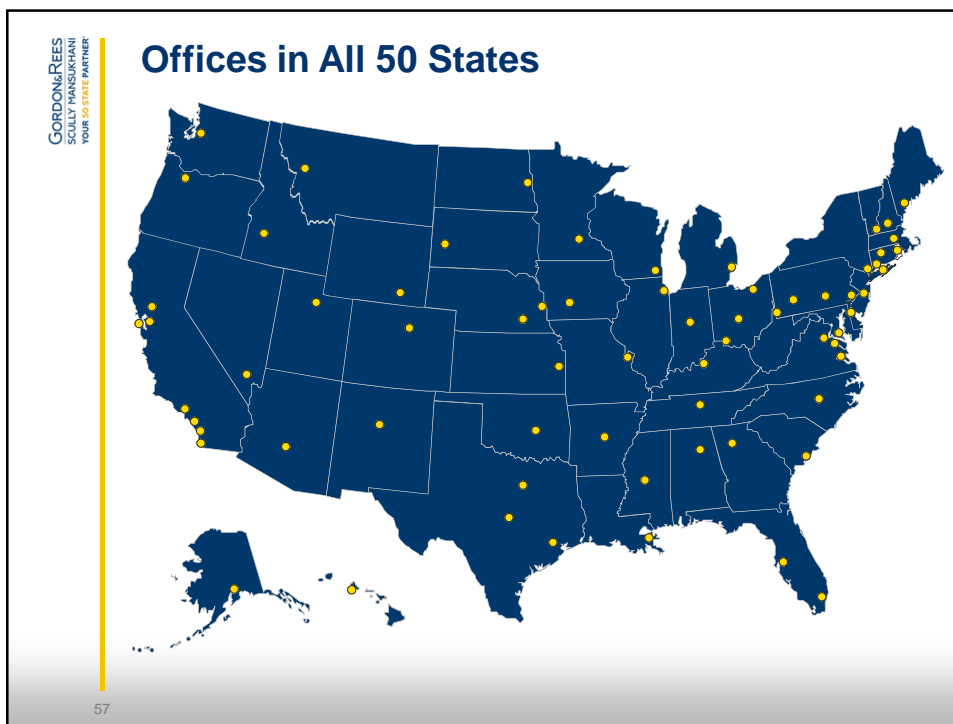 Offices in All 50 States
GORDON&REES
SCULLY MANSUKHANI
YOUR 50 STATE PARTNER®
57